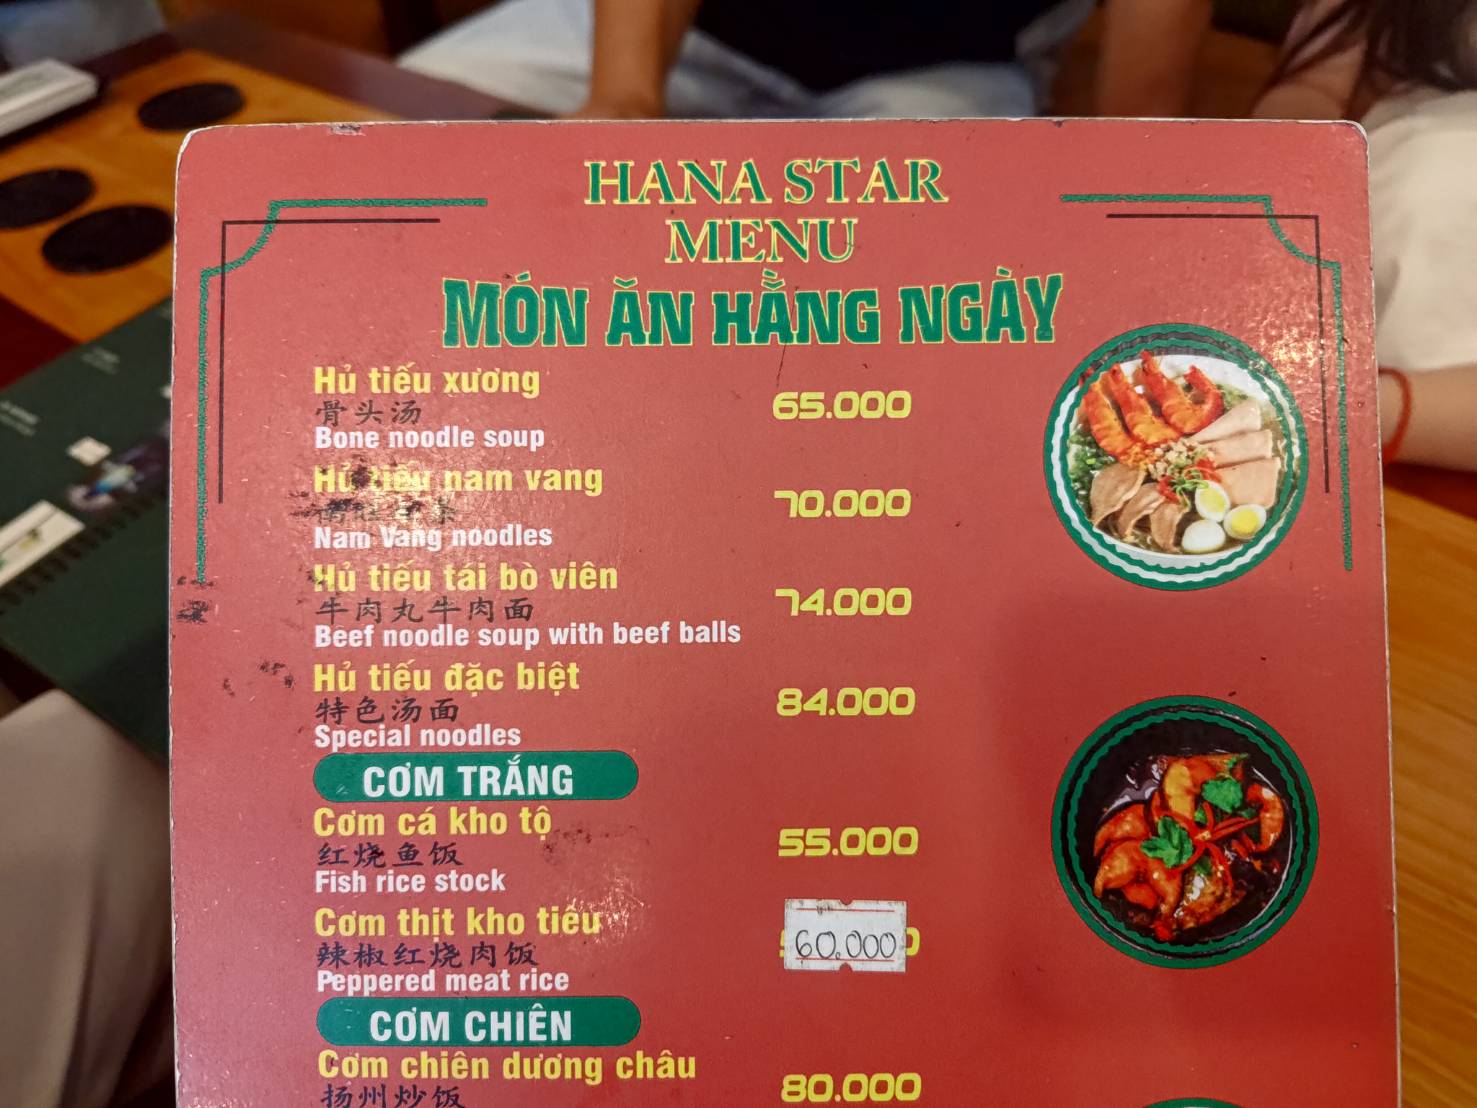 HANA STAR
MENU
MÓN ĂN HẰNG NGÀY
Hủ tiếu xương
骨头汤
65.000
Bone noodle soup
Hủ tiếu nam vang
70.000
Nam Vang noodles
Hủ tiếu tái bò viên
牛肉丸牛肉面
74.000
Beef noodle soup with beef balls
Hủ tiếu đặc biệt
特色汤面
84.000
Special noodles
CƠM TRẮNG
Cơm cá kho tộ
红烧鱼饭
55.000
Fish rice stock
Cơm thịt kho tiêu
辣椒红烧肉饭
60.000
Peppered meat rice
CƠM CHIÊN
Cơm chiên dương châu
扬州炒饭
80.000